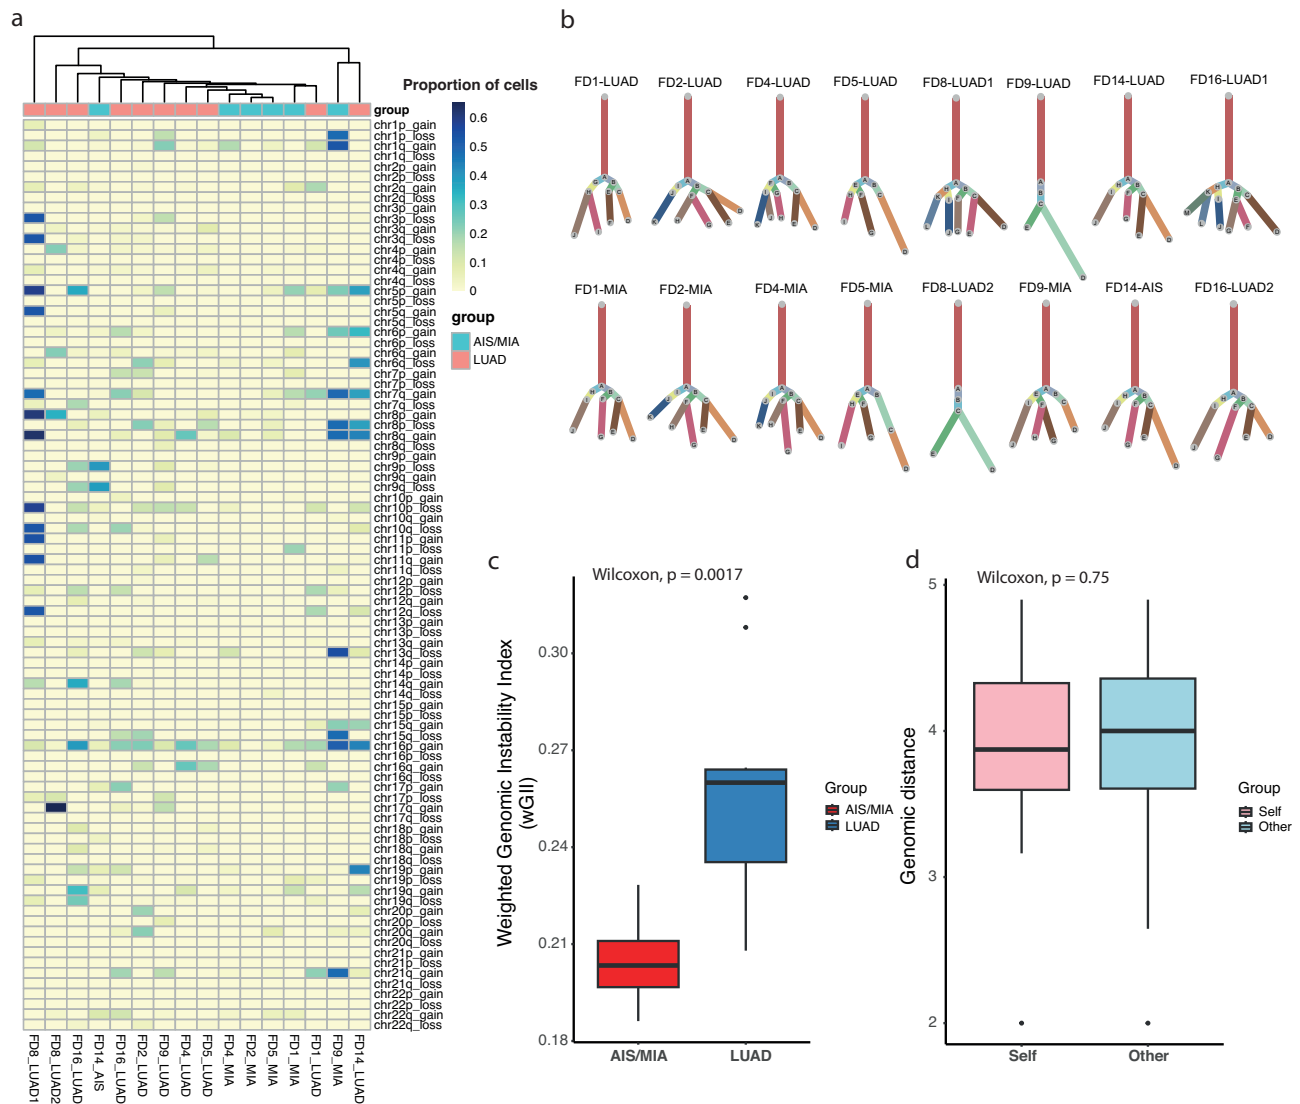 a
Proportion of cells
0.6
0.5
0.4
0.3
0.2
0.1
0
group
AIS/MIA
LUAD
group
chr1p_gain
chr1p_loss
chr1q_gain
chr1q_loss
chr2p_gain
chr2p_loss
chr2q_gain
chr2q_loss
chr3p_gain
chr3p_loss
chr3q_gain
chr3q_loss
chr4p_gain
chr4p_loss
chr4q_gain
chr4q_loss
chr5p_gain
chr5p_loss
chr5q_gain
chr5q_loss
chr6p_gain
chr6p_loss
chr6q_gain
chr6q_loss
chr7p_gain
chr7p_loss
chr7q_gain
chr7q_loss
chr8p_gain
chr8p_loss
chr8q_gain
chr8q_loss
chr9p_gain
chr9p_loss
chr9q_gain
chr9q_loss
chr10p_gain
chr10p_loss
chr10q_gain
chr10q_loss
chr11p_gain
chr11p_loss
chr11q_gain
chr11q_loss
chr12p_gain
chr12p_loss
chr12q_gain
chr12q_loss
chr13p_gain
chr13p_loss
chr13q_gain
chr13q_loss
chr14p_gain
chr14p_loss
chr14q_gain
chr14q_loss
chr15p_gain
chr15p_loss
chr15q_gain
chr15q_loss
chr16p_gain
chr16p_loss
chr16q_gain
chr16q_loss
chr17p_gain
chr17p_loss
chr17q_gain
chr17q_loss
chr18p_gain
chr18p_loss
chr18q_gain
chr18q_loss
chr19p_gain
chr19p_loss
chr19q_gain
chr19q_loss
chr20p_gain
chr20p_loss
chr20q_gain
chr20q_loss
chr21p_gain
chr21p_loss
chr21q_gain
chr21q_loss
chr22p_gain
chr22p_loss
chr22q_gain
chr22q_loss
FD8_LUAD1
FD8_LUAD2
FD16_LUAD
FD14_AIS
FD16_LUAD
FD2_LUAD
FD9_LUAD
FD4_LUAD
FD5_LUAD
FD4_MIA
FD2_MIA
FD5_MIA
FD1_MIA
FD1_LUAD
FD9_MIA
FD14_LUAD
b
FD1-LUAD FD2-LUAD FD4-LUAD FD5-LUAD FD8-LUAD1 FD9-LUAD FD14-LUAD FD16-LUAD1
FD1-MIA FD2-MIA FD4-MIA FD5-MIA FD8-LUAD2 FD9-MIA FD14-AIS FD16-LUAD2
c
Wilcoxon, p = 0.0017
Weighted Genomic Instability Index
(wGII)
0.30
0.27
0.24
0.21
0.18
AIS/MIA LUAD
Group
AIS/MIA
LUAD
d
Wilcoxon, p = 0.75
Genomic distance
5
4
3
2
Self Other
Group
Self
Other